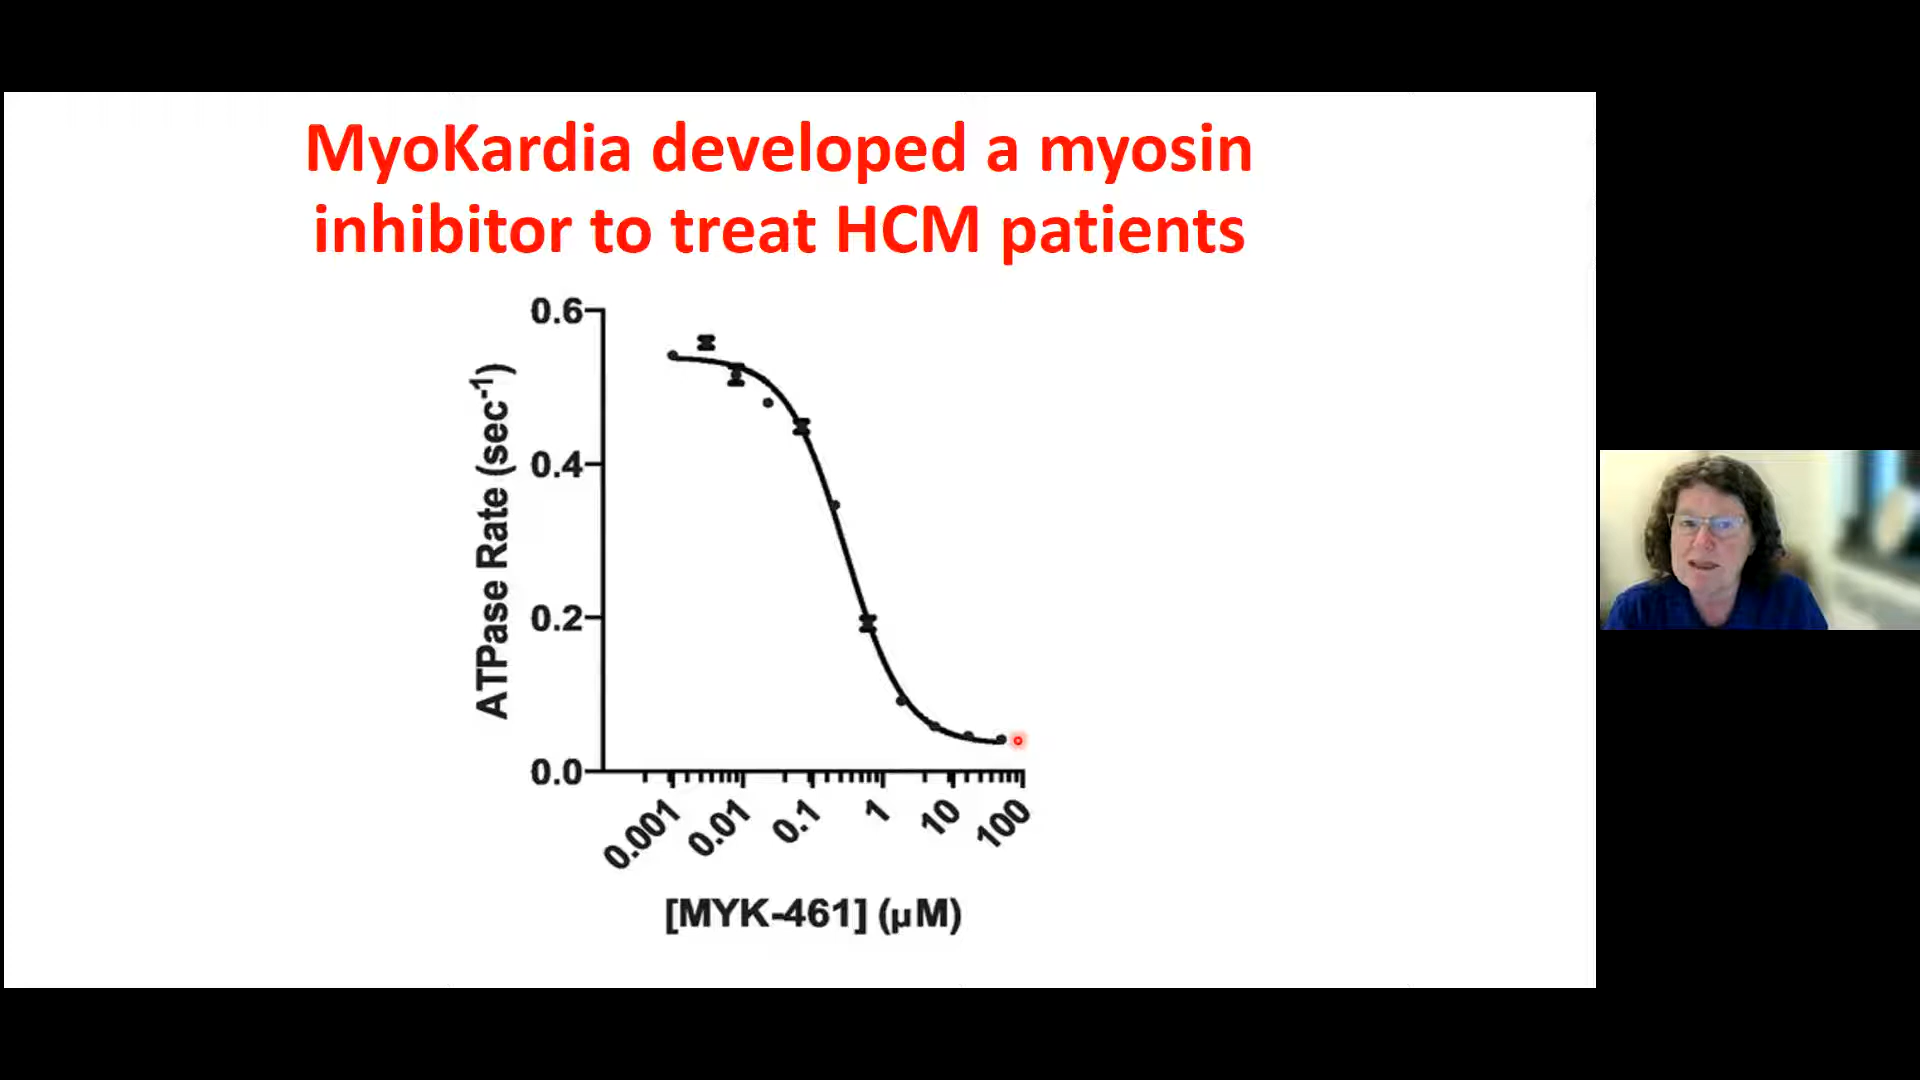 MyoKardia developed a myosin
inhibitor to treat HCM patients
ATPase Rate (sec-1)
0.6
0.4
0.2
0.0
0.001
0.01
0.1
1
10
100
[MYK-461] (µM)